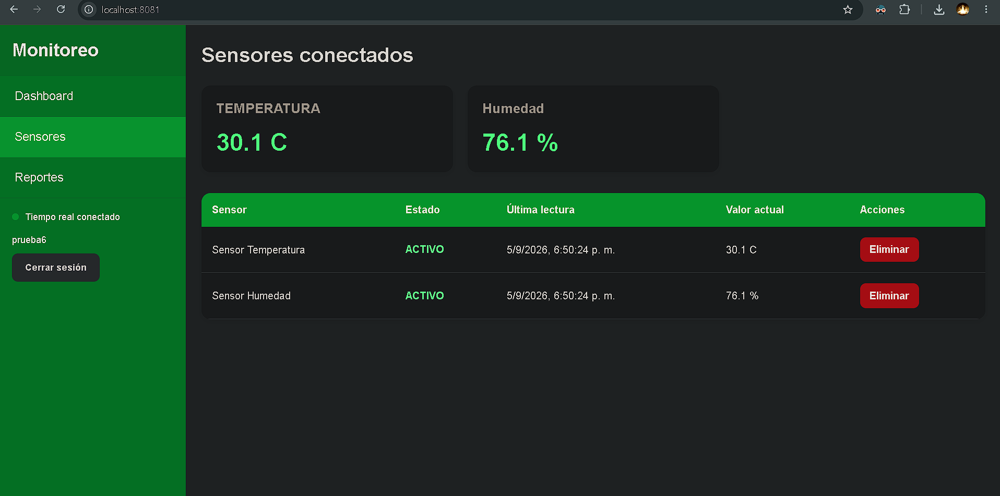 localhost:8081
Monitoreo
Dashboard
Sensores
Reportes
Tiempo real conectado
prueba6
Cerrar sesión
Sensores conectados
TEMPERATURA
30.1 C
Humedad
76.1 %
Sensor Estado Última lectura Valor actual Acciones
Sensor Temperatura ACTIVO 5/9/2026, 6:50:24 p. m. 30.1 C Eliminar
Sensor Humedad ACTIVO 5/9/2026, 6:50:24 p. m. 76.1 % Eliminar